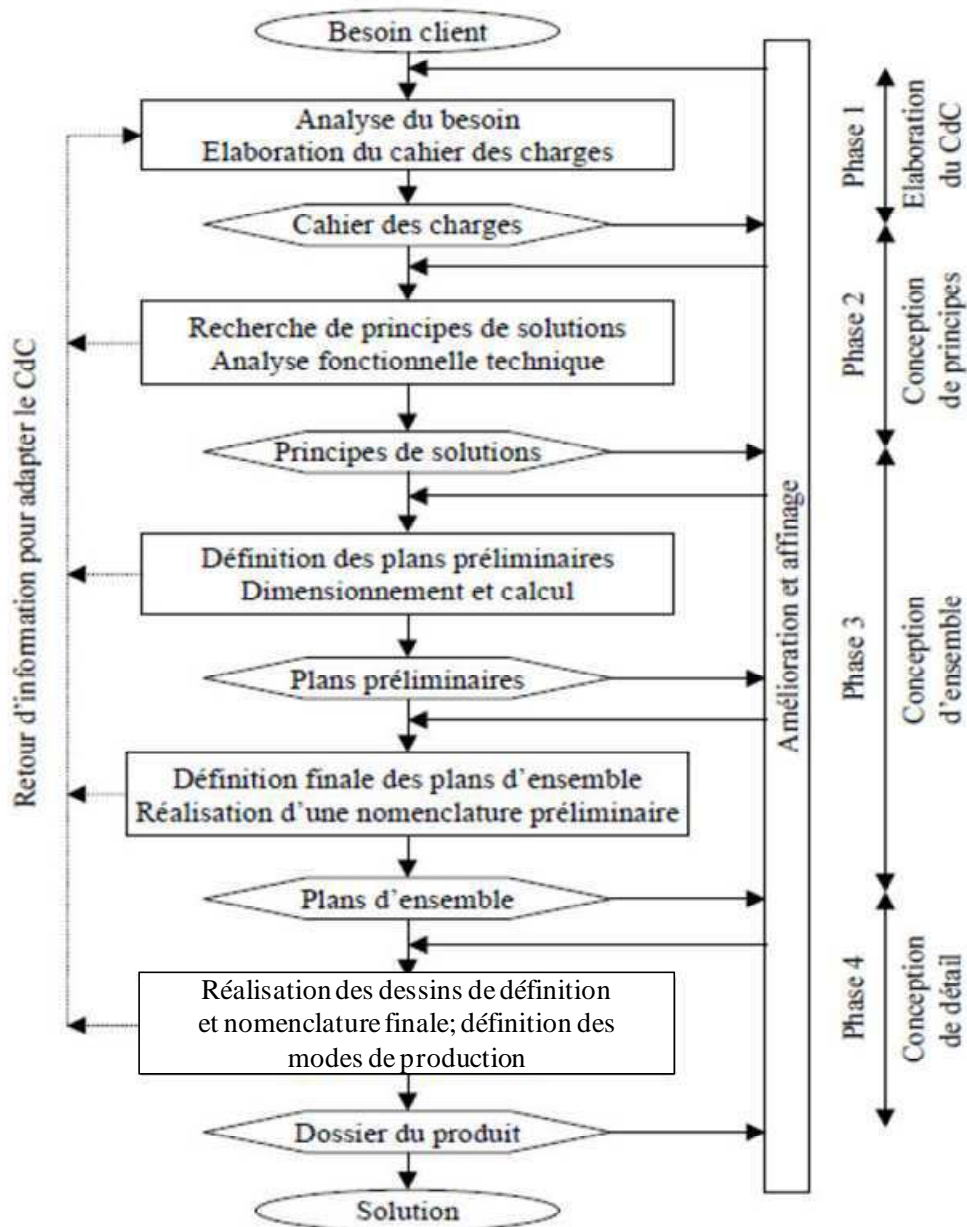 Besoin client
Analyse du besoin
Elaboration du cahier des charges
Cahier des charges
Recherche de principes de solutions
Analyse fonctionnelle technique
Principes de solutions
Définition des plans préliminaires
Dimensionnement et calcul
Plans préliminaires
Définition finale des plans d'ensemble
Réalisation d'une nomenclature préliminaire
Plans d'ensemble
Réalisation des dessins de définition
et nomenclature finale; définition des
modes de production
Dossier du produit
Solution
Retour d'information pour adapter le CdC
Amélioration et affinage
Phase 1
Elaboration
du CdC
Phase 2
Conception
de principes
Phase 3
Conception
d'ensemble
Phase 4
Conception
de détail